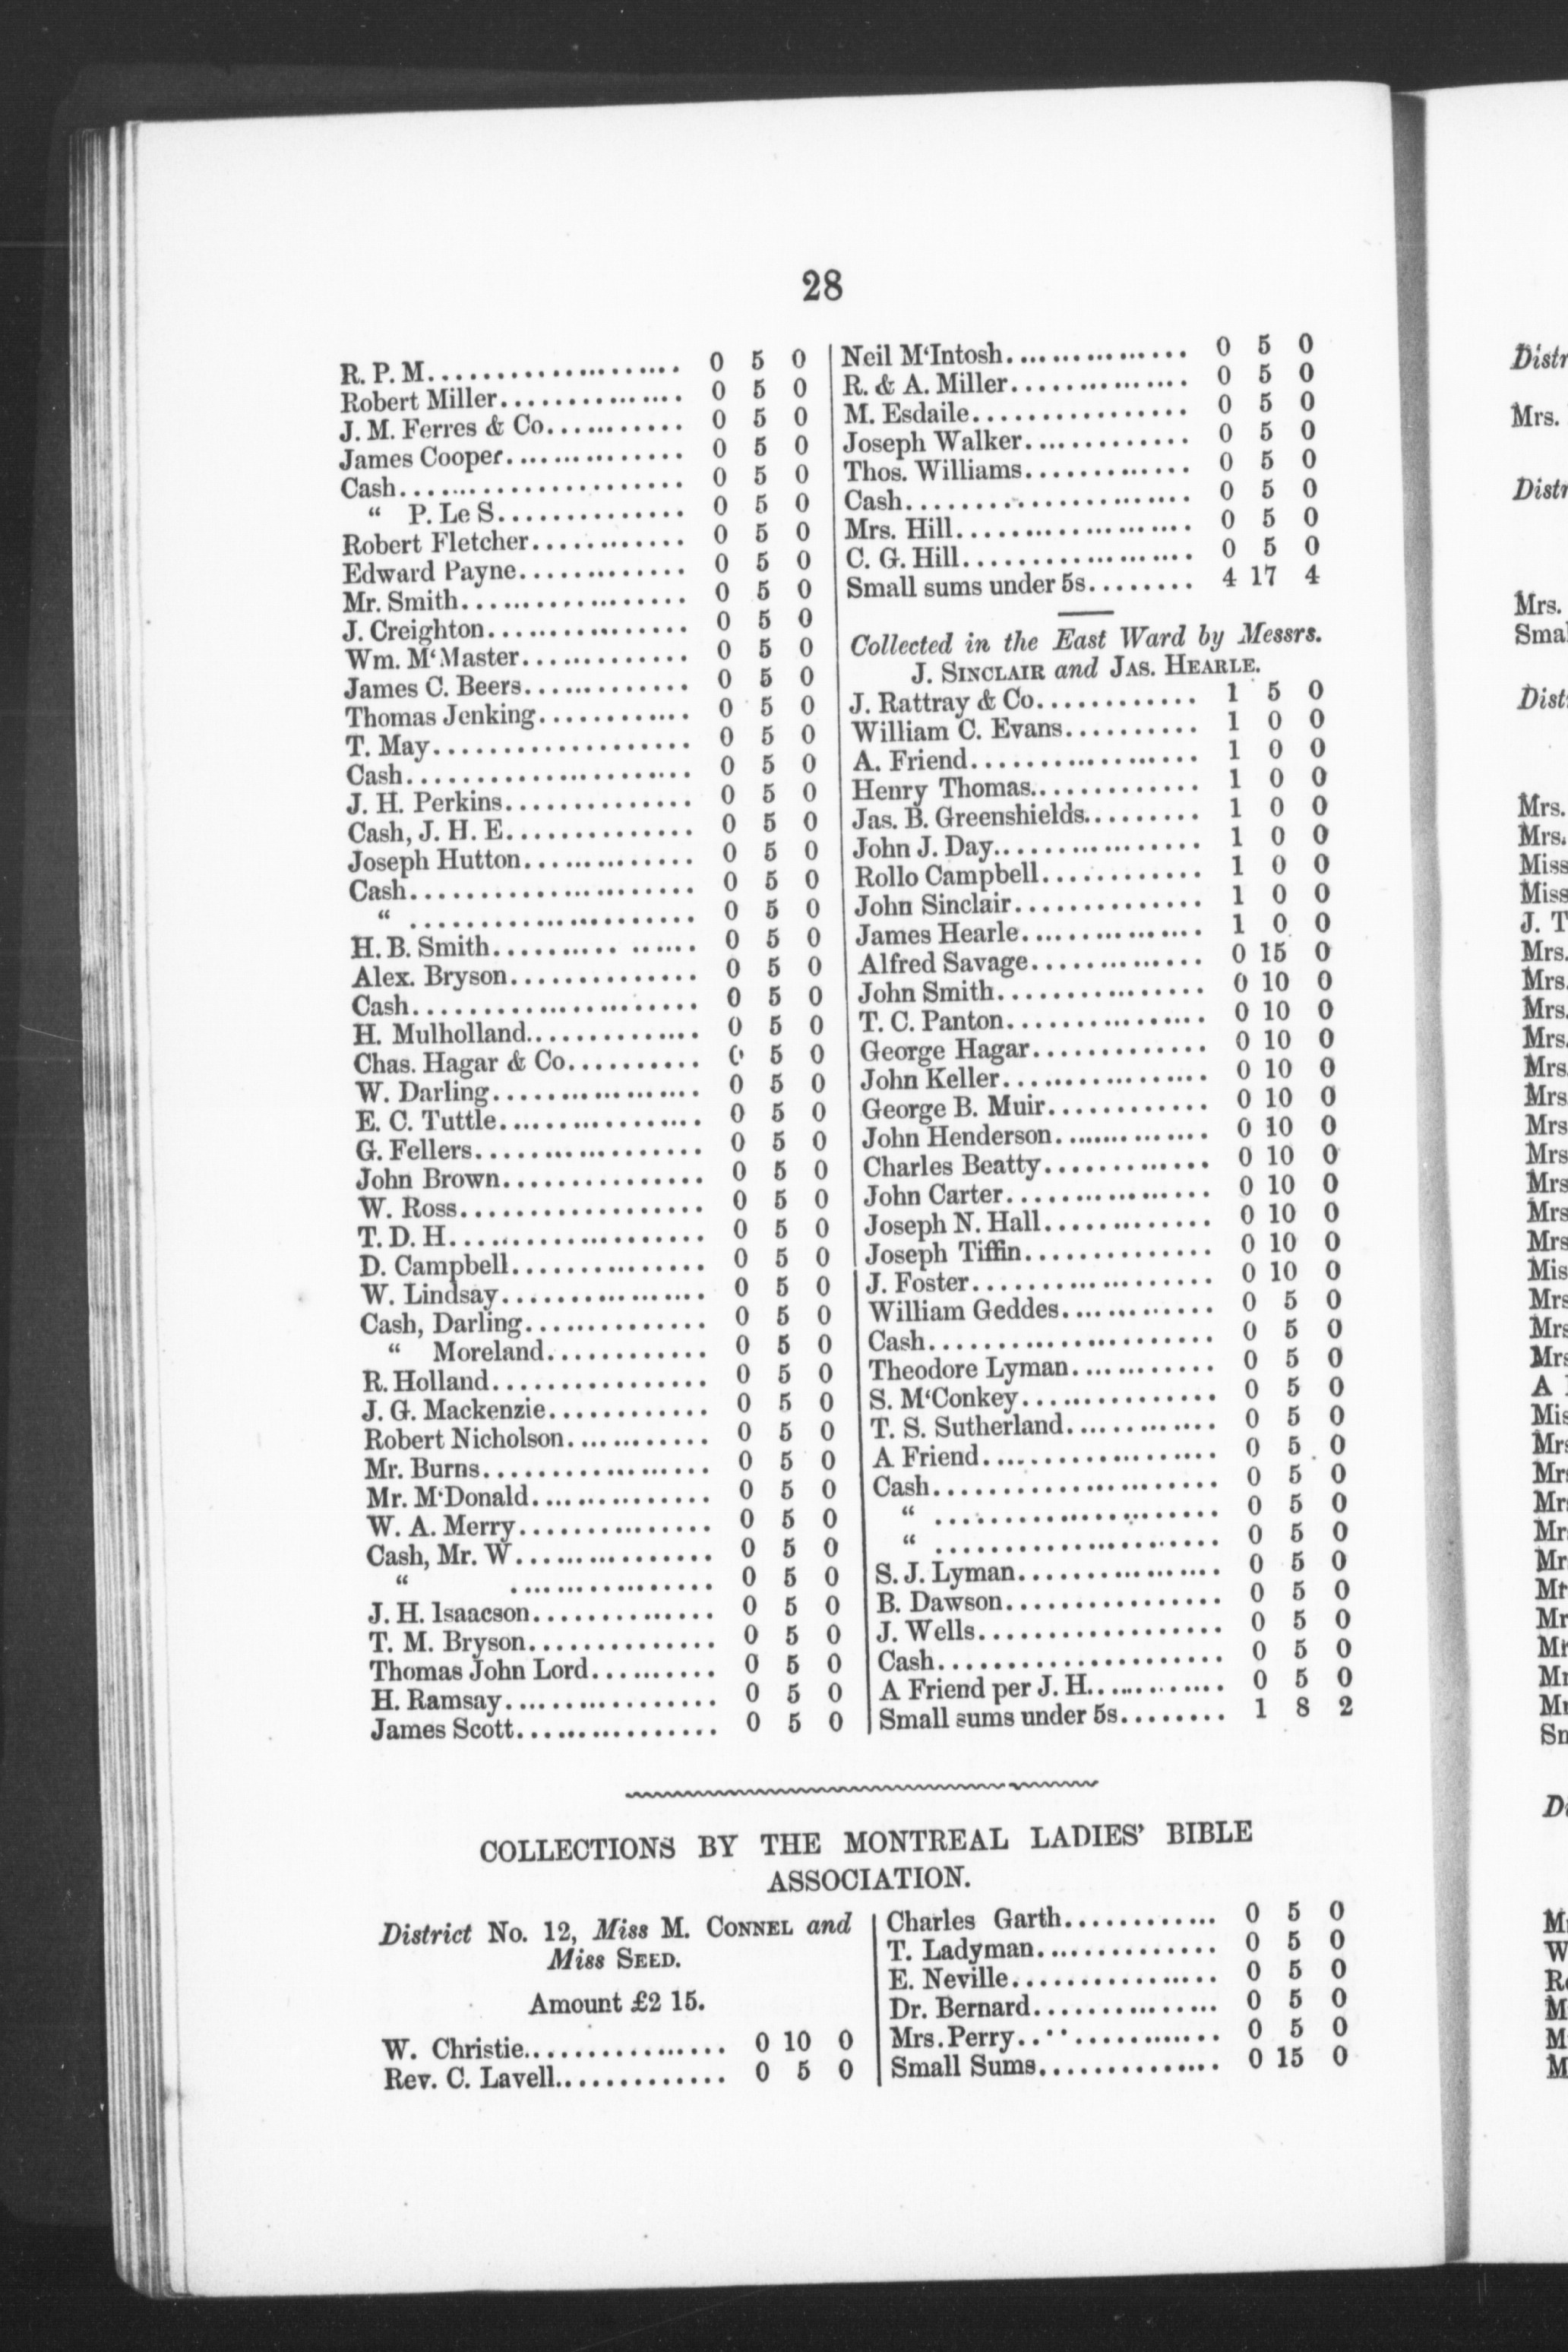 28
R. P. M.................... 0 5 0
Robert Miller............... 0 5 0
J. M. Ferres & Co........... 0 5 0
James Cooper............... 0 5 0
Cash...................... 0 5 0
“ P. Le S............... 0 5 0
Robert Fletcher............ 0 5 0
Edward Payne............. 0 5 0
Mr. Smith.................. 0 5 0
J. Creighton................ 0 5 0
Wm. M‘Master............. 0 5 0
James C. Beers............. 0 5 0
Thomas Jenking............ 0 5 0
T. May.................... 0 5 0
Cash...................... 0 5 0
J. H. Perkins............... 0 5 0
Cash, J. H. E............... 0 5 0
Joseph Hutton.............. 0 5 0
Cash...................... 0 5 0
“ ...................... 0 5 0
H. B. Smith.......... ...... 0 5 0
Alex. Bryson............... 0 5 0
Cash...................... 0 5 0
H. Mulholland.............. 0 5 0
Chas. Hagar & Co.......... 0 5 0
W. Darling................. 0 5 0
E. C. Tuttle................ 0 5 0
G. Fellers.................. 0 5 0
John Brown................ 0 5 0
W. Ross................... 0 5 0
T. D. H.................... 0 5 0
D. Campbell............... 0 5 0
W. Lindsay................ 0 5 0
Cash, Darling.............. 0 5 0
“ Moreland............ 0 5 0
R. Holland................. 0 5 0
J. G. Mackenzie............ 0 5 0
Robert Nicholson........... 0 5 0
Mr. Burns.................. 0 5 0
Mr. M‘Donald.............. 0 5 0
W. A. Merry............... 0 5 0
Cash, Mr. W................ 0 5 0
“ ................ 0 5 0
J. H. Isaacson.............. 0 5 0
T. M. Bryson.............. 0 5 0
Thomas John Lord.......... 0 5 0
H. Ramsay................. 0 5 0
James Scott................ 0 5 0
Neil M‘Intosh............... 0 5 0
R. & A. Miller.............. 0 5 0
M. Esdaile................. 0 5 0
Joseph Walker............. 0 5 0
Thos. Williams............. 0 5 0
Cash...................... 0 5 0
Mrs. Hill................... 0 5 0
C. G. Hill.................. 0 5 0
Small sums under 5s........ 4 17 4
Collected in the East Ward by Messrs.
J. SINCLAIR and JAS. HEARLE.
J. Rattray & Co............ 1 5 0
William C. Evans.......... 1 0 0
A. Friend.................. 1 0 0
Henry Thomas............. 1 0 0
Jas. B. Greenshields......... 1 0 0
John J. Day................ 1 0 0
Rollo Campbell............ 1 0 0
John Sinclair.............. 1 0 0
James Hearle............... 1 0 0
Alfred Savage.............. 0 15 0
John Smith................ 0 10 0
T. C. Panton............... 0 10 0
George Hagar............. 0 10 0
John Keller................ 0 10 0
George B. Muir............ 0 10 0
John Henderson............ 0 10 0
Charles Beatty............. 0 10 0
John Carter................ 0 10 0
Joseph N. Hall............. 0 10 0
Joseph Tiffin.............. 0 10 0
J. Foster................... 0 10 0
William Geddes............ 0 5 0
Cash...................... 0 5 0
Theodore Lyman........... 0 5 0
S. M‘Conkey............... 0 5 0
T. S. Sutherland............ 0 5 0
A Friend................... 0 5 0
Cash...................... 0 5 0
“ ...................... 0 5 0
“ ...................... 0 5 0
S. J. Lyman................ 0 5 0
B. Dawson................ 0 5 0
J. Wells................... 0 5 0
Cash...................... 0 5 0
A Friend per J. H........... 0 5 0
Small sums under 5s........ 1 8 2
COLLECTIONS BY THE MONTREAL LADIES’ BIBLE
ASSOCIATION.
District No. 12, Miss M. CONNEL and
Miss SEED.
Amount £2 15.
W. Christie................ 0 10 0
Rev. C. Lavell............. 0 5 0
Charles Garth............. 0 5 0
T. Ladyman............... 0 5 0
E. Neville................. 0 5 0
Dr. Bernard............... 0 5 0
Mrs. Perry................ 0 5 0
Small Sums............... 0 15 0
Mrs.
Mrs.
Mrs.
Mrs.
Miss
Miss
Mrs.
Mrs.
Mrs.
Mrs.